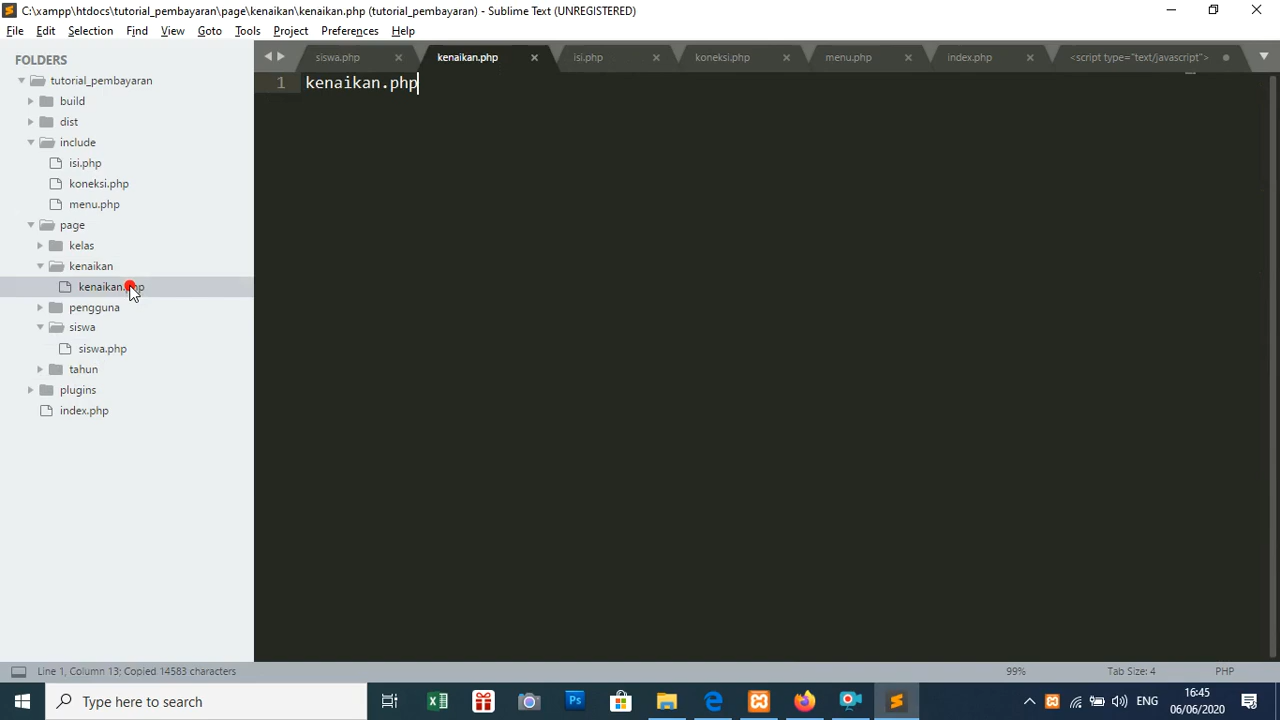 C:\xampp\htdocs\tutorial_pembayaran\page\kenaikan\kenaikan.php (tutorial_pembayaran) - Sublime Text (UNREGISTERED)
File Edit Selection Find View Goto Tools Project Preferences Help
FOLDERS
tutorial_pembayaran
build
dist
include
isi.php
koneksi.php
menu.php
page
kelas
kenaikan
pengguna
siswa
siswa.php
tahun
plugins
index.php
siswa.php kenaikan.php isi.php koneksi.php menu.php index.php <script type="text/javascript">
1 kenaikan.php
Line 1, Column 13; Copied 14583 characters 99% Tab Size: 4 PHP
Type here to search
Ps
ENG
16:45
06/06/2020